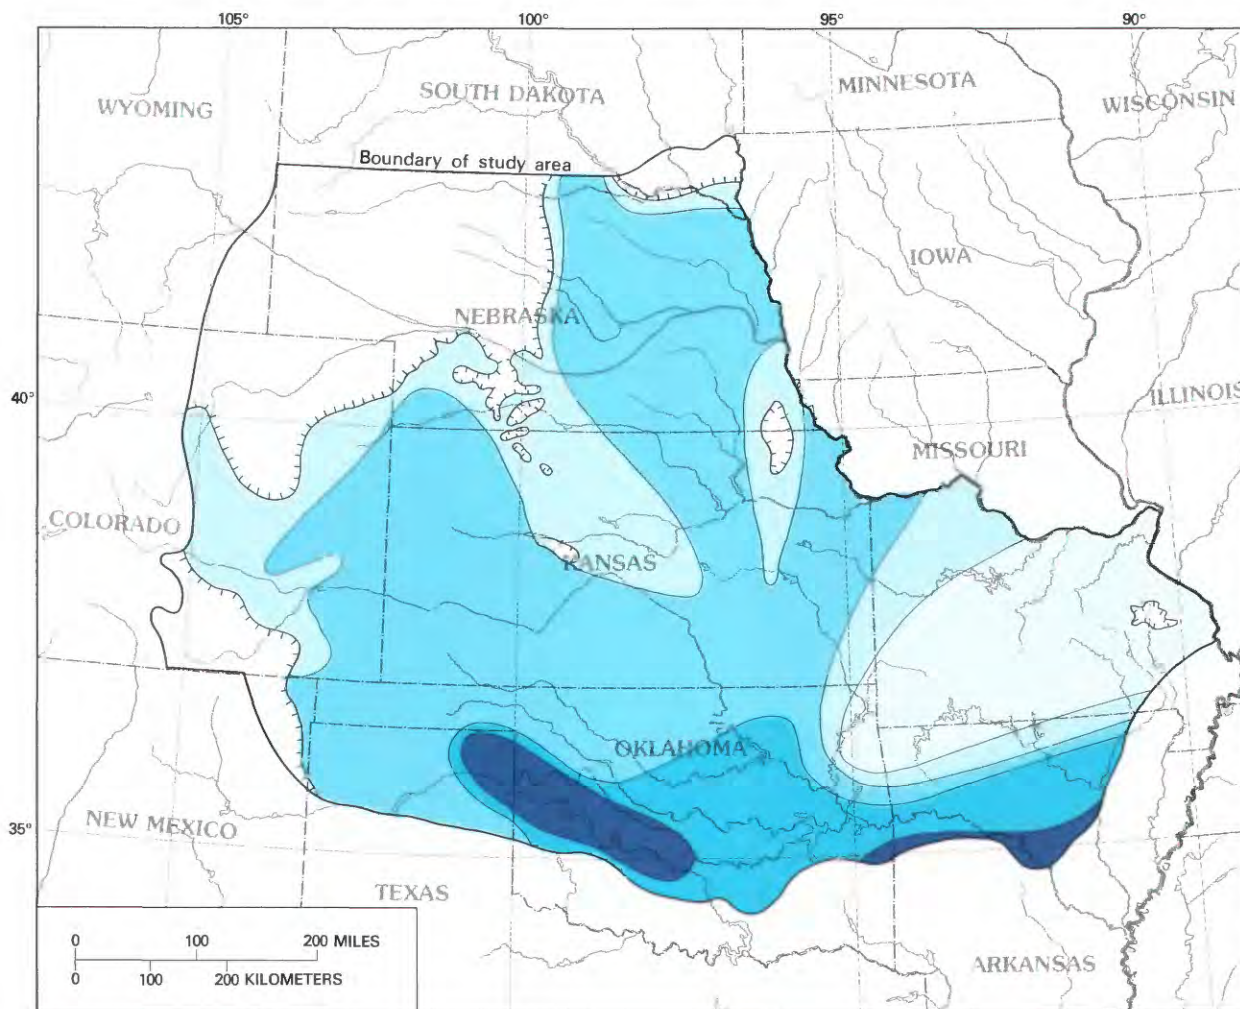 105° 100° 95° 90°
WYOMING
SOUTH DAKOTA
MINNESOTA
WISCONSIN
Boundary of study area
IOWA
NEBRASKA
40°
ILLINOIS
MISSOURI
COLORADO
KANSAS
OKLAHOMA
35°
NEW MEXICO
TEXAS
ARKANSAS
0 100 200 MILES
0 100 200 KILOMETERS